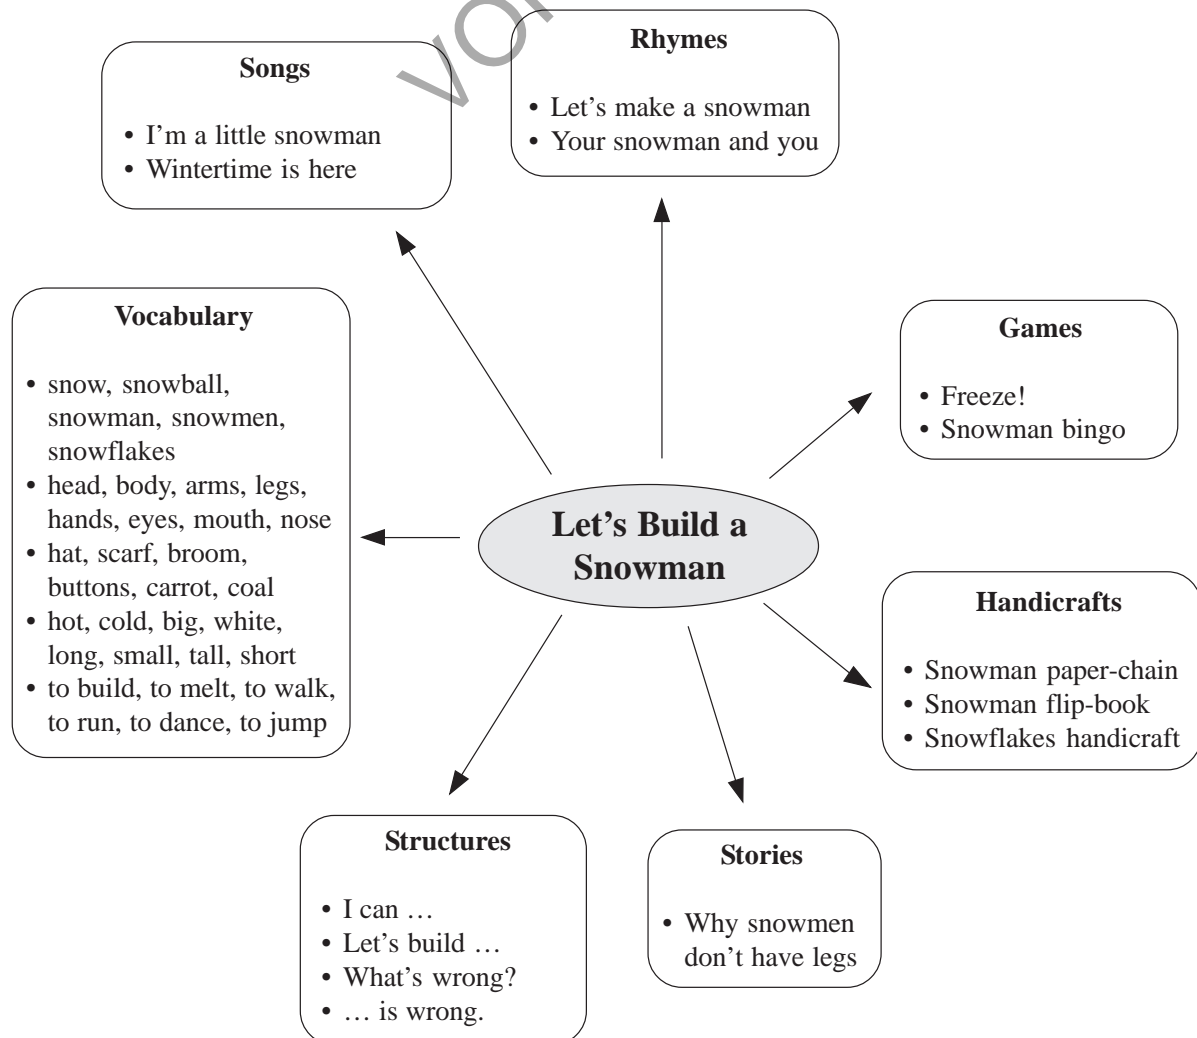 Songs
• I'm a little snowman
• Wintertime is here
Rhymes
• Let's make a snowman
• Your snowman and you
Vocabulary
• snow, snowball,
snowman, snowmen,
snowflakes
• head, body, arms, legs,
hands, eyes, mouth, nose
• hat, scarf, broom,
buttons, carrot, coal
• hot, cold, big, white,
long, small, tall, short
• to build, to melt, to walk,
to run, to dance, to jump
Games
• Freeze!
• Snowman bingo
Let's Build a
Snowman
Handicrafts
• Snowman paper-chain
• Snowman flip-book
• Snowflakes handicraft
Structures
• I can …
• Let's build …
• What's wrong?
• … is wrong.
Stories
• Why snowmen
don't have legs